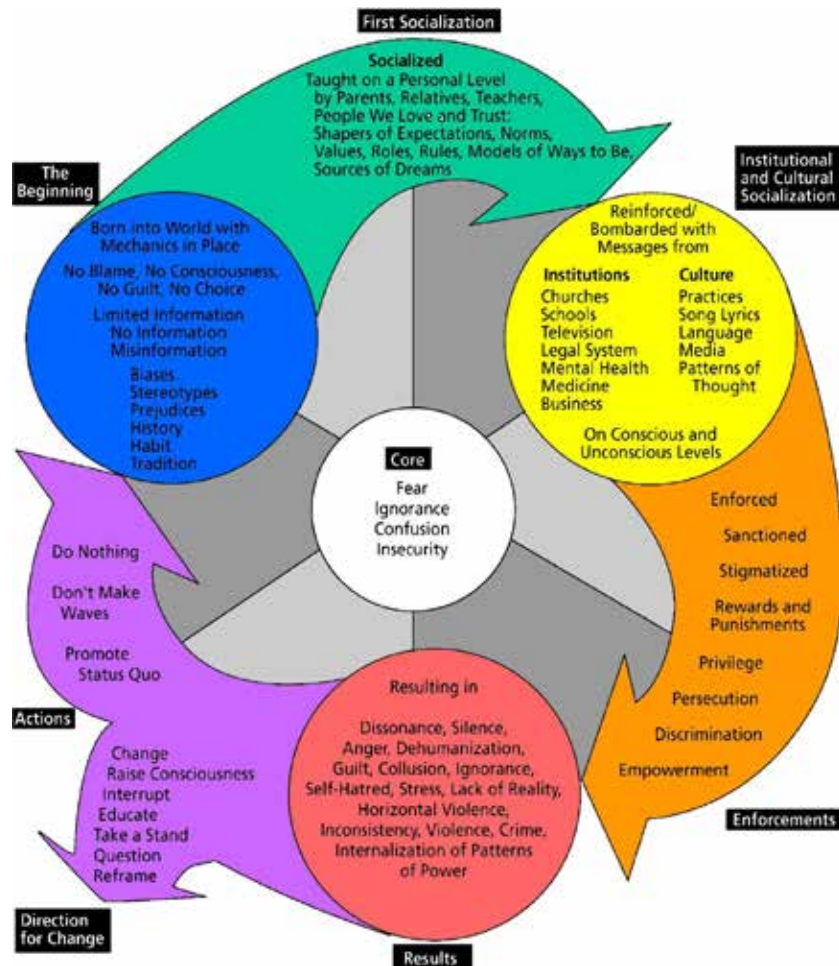 First Socialization
Socialized
Taught on a Personal Level
by Parents, Relatives, Teachers,
People We Love and Trust:
Shapers of Expectations, Norms,
Values, Roles, Rules, Models of Ways to Be,
Sources of Dreams
The
Beginning
Born into World with
Mechanics in Place
No Blame, No Consciousness,
No Guilt, No Choice
Limited Information
No Information
Misinformation
Biases
Stereotypes
Prejudices
History
Habit
Tradition
Institutional
and Cultural
Socialization
Reinforced/
Bombarded with
Messages from
Institutions
Churches
Schools
Television
Legal System
Mental Health
Medicine
Business
Culture
Practices
Song Lyrics
Language
Media
Patterns of
Thought
On Conscious and
Unconscious Levels
Core
Fear
Ignorance
Confusion
Insecurity
Enforced
Sanctioned
Stigmatized
Rewards and
Punishments
Privilege
Persecution
Discrimination
Empowerment
Enforcements
Resulting in
Dissonance, Silence,
Anger, Dehumanization,
Guilt, Collusion, Ignorance,
Self-Hatred, Stress, Lack of Reality,
Horizontal Violence,
Inconsistency, Violence, Crime,
Internalization of Patterns
of Power
Results
Do Nothing
Don't Make
Waves
Promote
Status Quo
Actions
Change
Raise Consciousness
Interrupt
Educate
Take a Stand
Question
Reframe
Direction
for Change